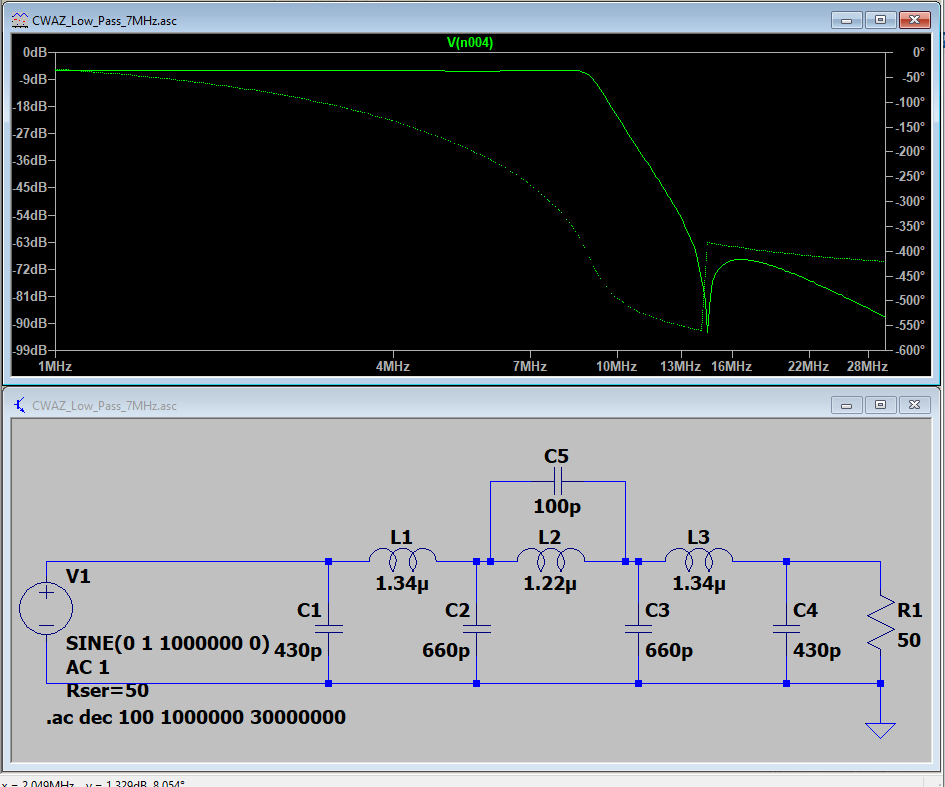 CWAZ_Low_Pass_7MHz.asc
V(n004)
0dB
-9dB
-18dB
-27dB
-36dB
-45dB
-54dB
-63dB
-72dB
-81dB
-90dB
-99dB
0°
-50°
-100°
-150°
-200°
-250°
-300°
-350°
-400°
-450°
-500°
-550°
-600°
1MHz 4MHz 7MHz 10MHz 13MHz 16MHz 22MHz 28MHz
CWAZ_Low_Pass_7MHz.asc
C5
100p
L1 L2 L3
1.34µ 1.22µ 1.34µ
V1
C1 C2 C3 C4 R1
430p 660p 660p 430p 50
SINE(0 1 1000000 0)
AC 1
Rser=50
.ac dec 100 1000000 30000000
x = 2.049MHz y = 1.329dB, 8.054°